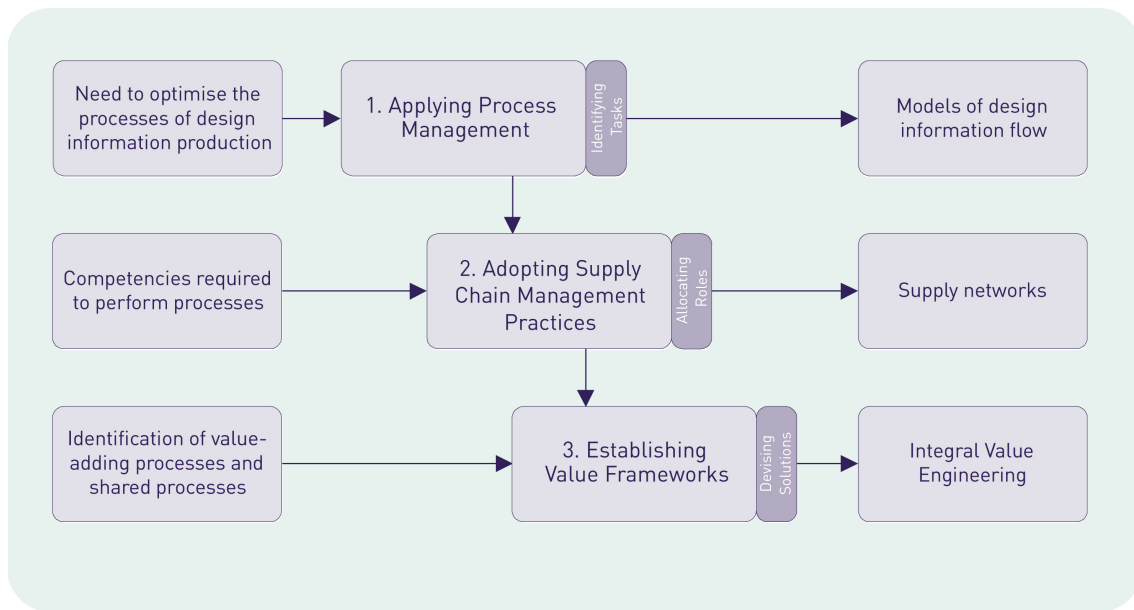 Need to optimise the
processes of design
information production
1. Applying Process
Management
Identifying
Tasks
Models of design
information flow
Competencies required
to perform processes
2. Adopting Supply
Chain Management
Practices
Allocating
Roles
Supply networks
Identification of value-
adding processes and
shared processes
3. Establishing
Value Frameworks
Devising
Solutions
Integral Value
Engineering